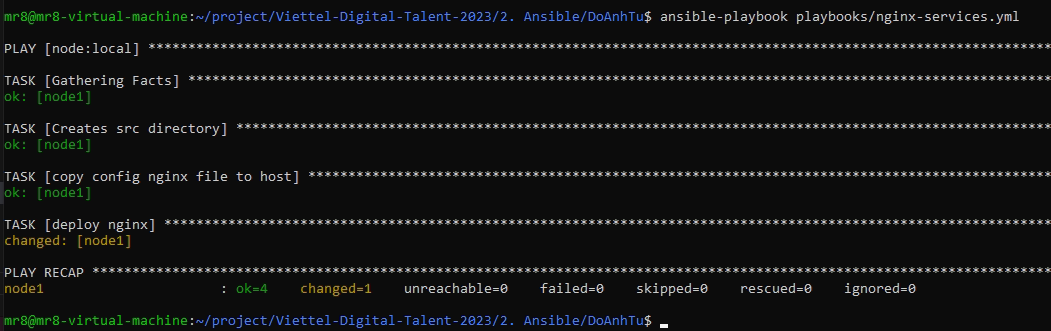 mr8@mr8-virtual-machine:~/project/Viettel-Digital-Talent-2023/2. Ansible/DoAnhTu$ ansible-playbook playbooks/nginx-services.yml
PLAY [node:local] ******************************************************************************************************************
TASK [Gathering Facts] *************************************************************************************************************
ok: [node1]
TASK [Creates src directory] *******************************************************************************************************
ok: [node1]
TASK [copy config nginx file to host] **********************************************************************************************
ok: [node1]
TASK [deploy nginx] ****************************************************************************************************************
changed: [node1]
PLAY RECAP *************************************************************************************************************************
node1                      : ok=4    changed=1    unreachable=0    failed=0    skipped=0    rescued=0    ignored=0
mr8@mr8-virtual-machine:~/project/Viettel-Digital-Talent-2023/2. Ansible/DoAnhTu$